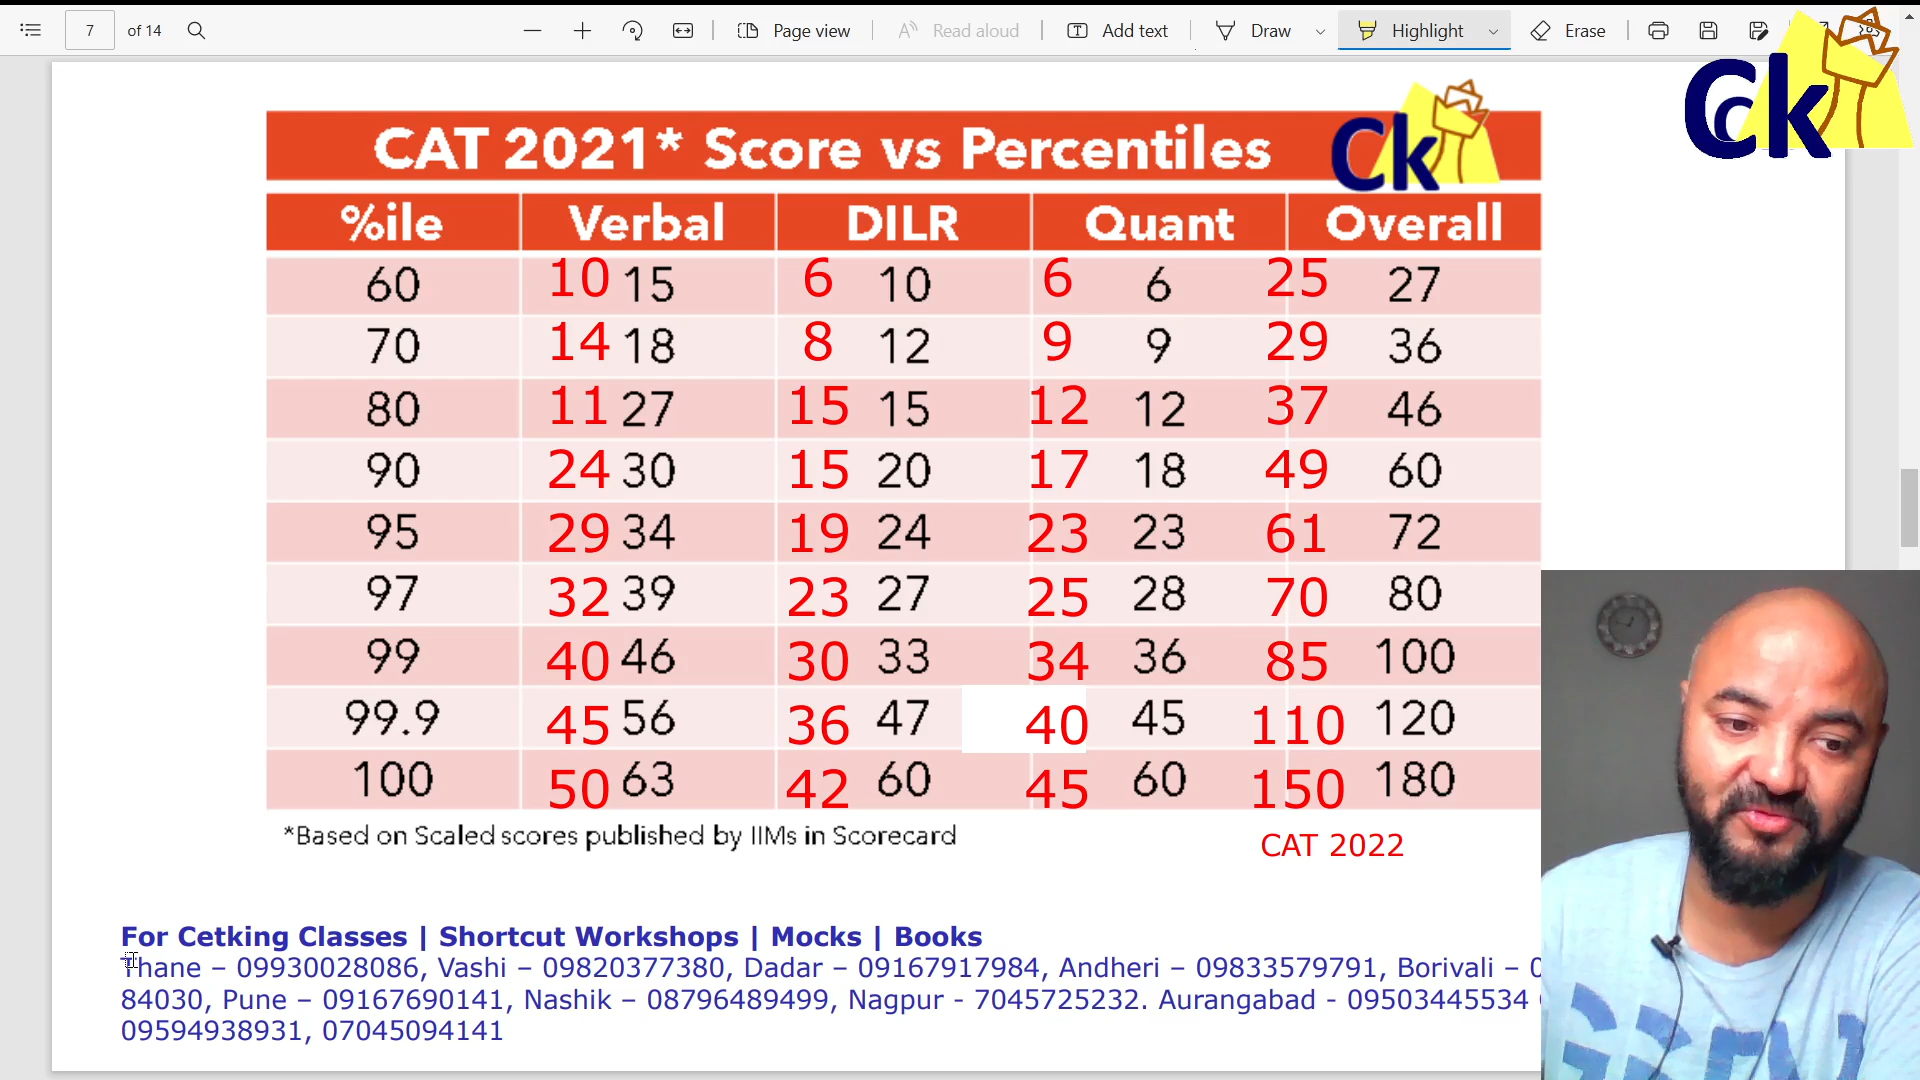 7 of 14 Page view Read aloud Add text Draw Highlight Erase
Cck
CAT 2021* Score vs Percentiles Ck
%ile Verbal DILR Quant Overall
60 10 15 6 10 6 6 25 27
70 14 18 8 12 9 9 29 36
80 11 27 15 15 12 12 37 46
90 24 30 15 20 17 18 49 60
95 29 34 19 24 23 23 61 72
97 32 39 23 27 25 28 70 80
99 40 46 30 33 34 36 85 100
99.9 45 56 36 47 40 45 110 120
100 50 63 42 60 45 60 150 180
*Based on Scaled scores published by IIMs in Scorecard
CAT 2022
For Cetking Classes | Shortcut Workshops | Mocks | Books
Thane – 09930028086, Vashi – 09820377380, Dadar – 09167917984, Andheri – 09833579791, Borivali – 0
84030, Pune – 09167690141, Nashik – 08796489499, Nagpur - 7045725232. Aurangabad - 09503445534
09594938931, 07045094141